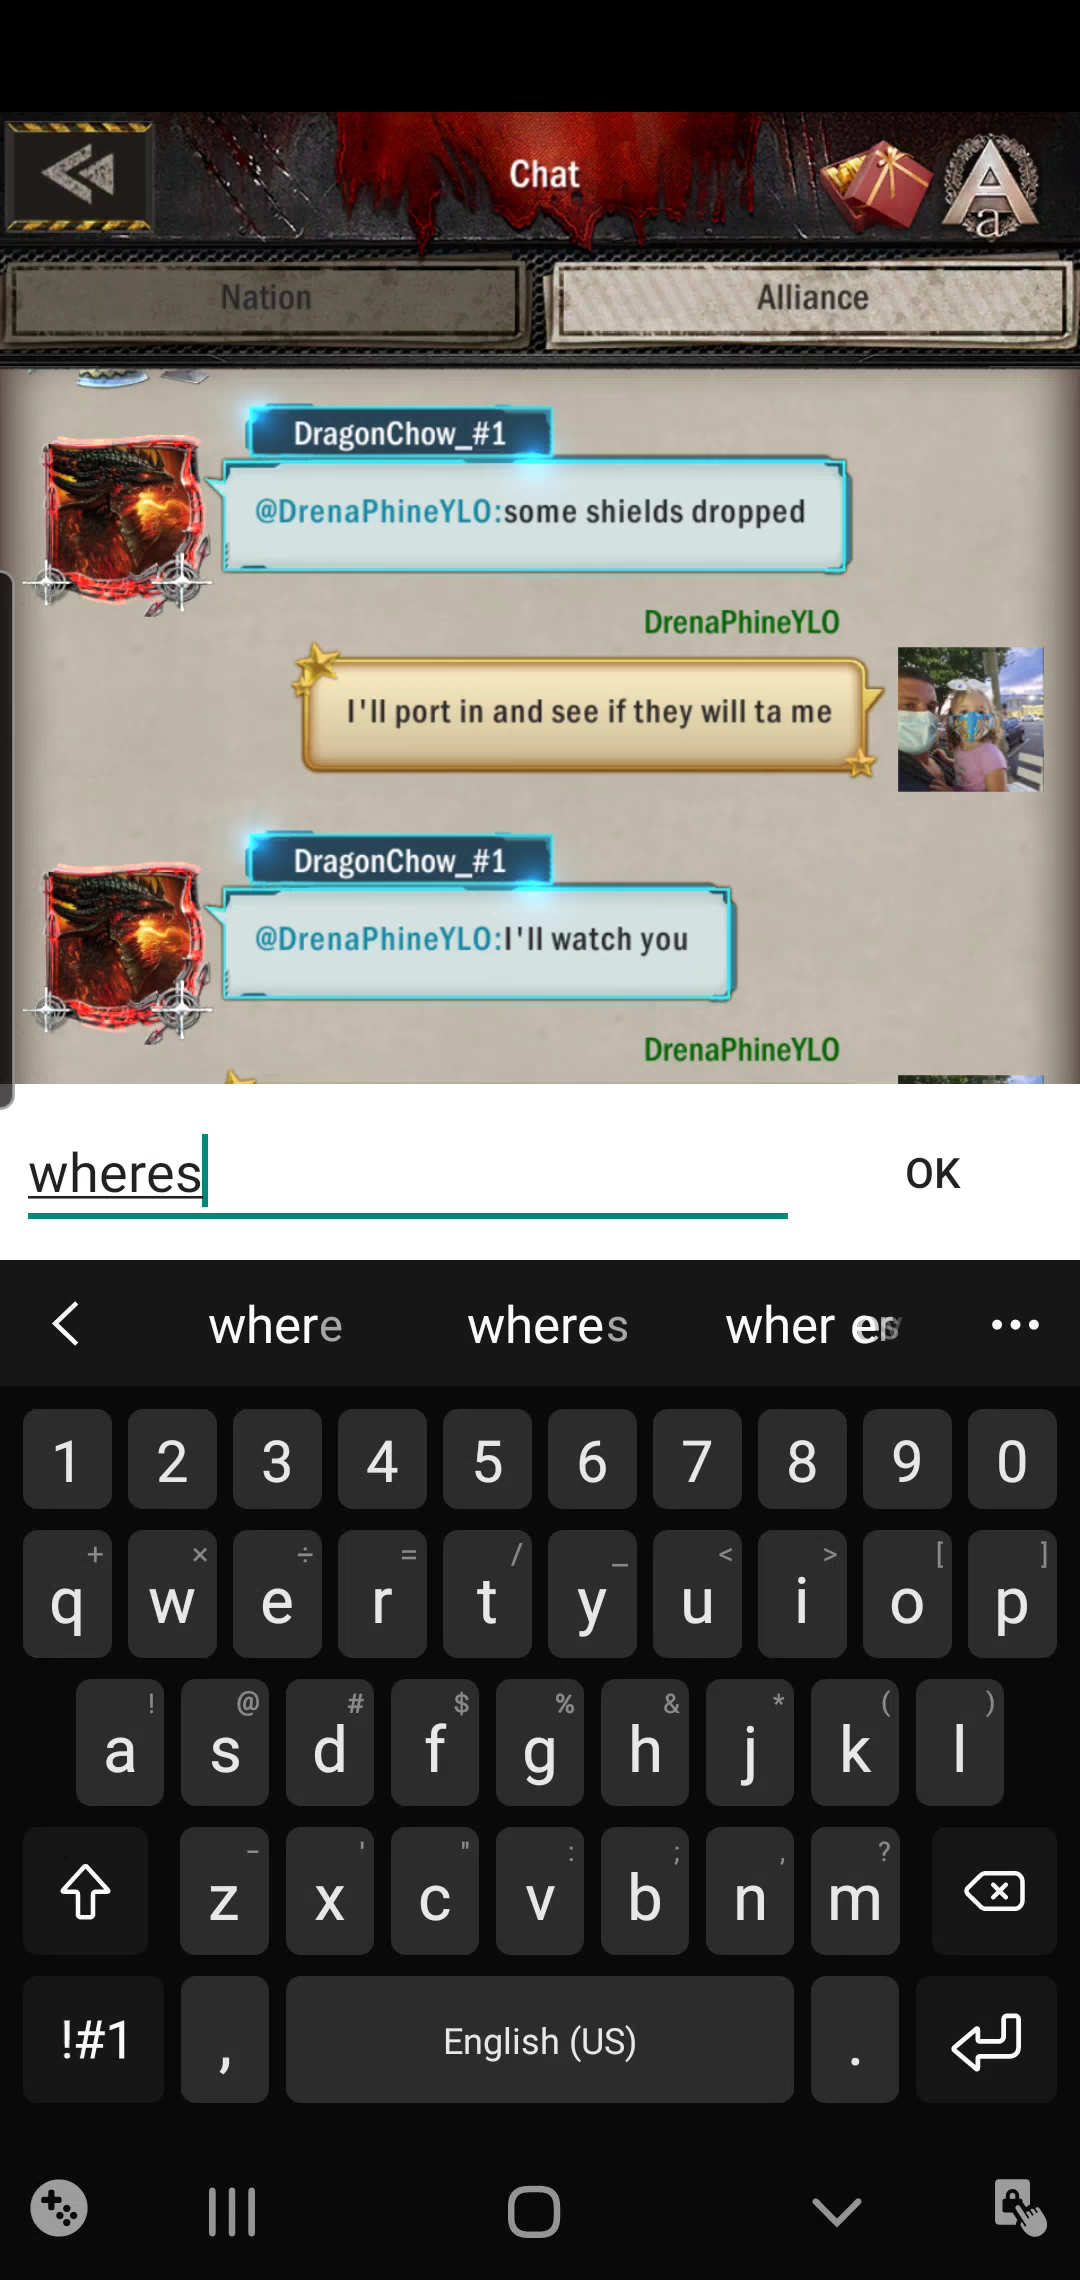 Chat
A
a
Nation
Alliance
DragonChow_#1
@DrenaPhineYLO:some shields dropped
DrenaPhineYLO
I'll port in and see if they will ta me
DragonChow_#1
@DrenaPhineYLO:I'll watch you
DrenaPhineYLO
wheres
OK
where wheres wher
1 2 3 4 5 6 7 8 9 0
+ × ÷ = / _ < > [ ]
q w e r t y u i o p
! @ # $ % & * ( )
a s d f g h j k l
- ' " : ; , ?
z x c v b n m
!#1 , English (US) .